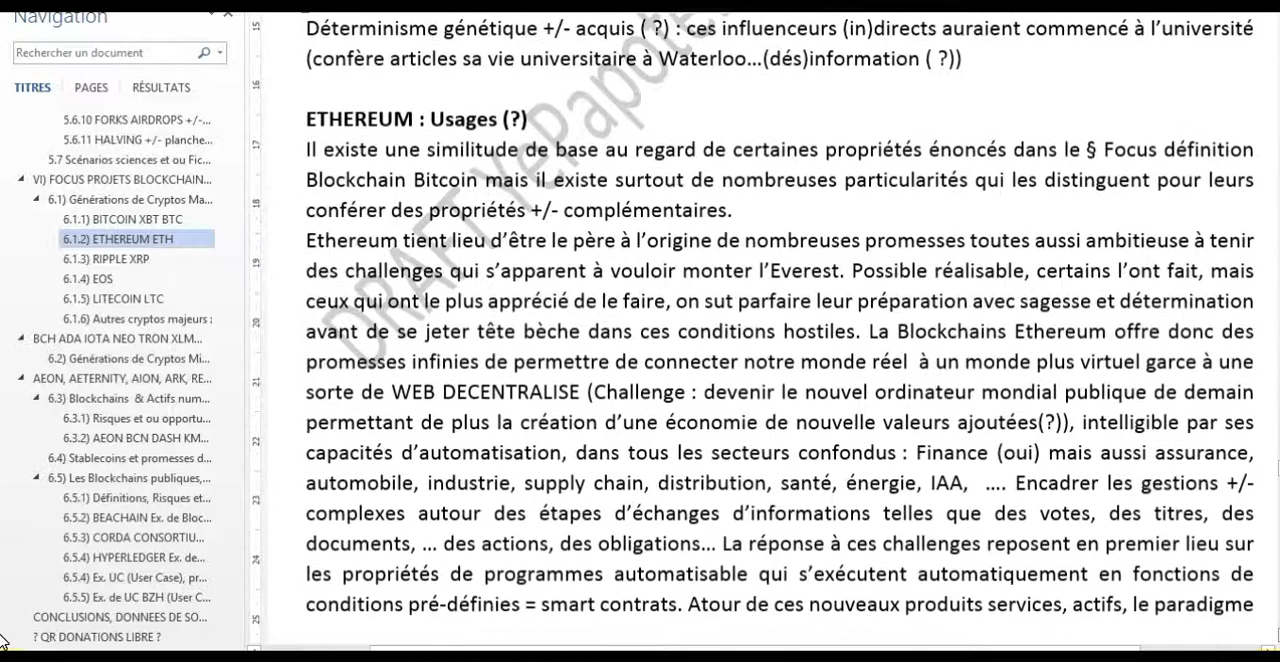 Navigation
Rechercher un document
TITRES PAGES RÉSULTATS
5.6.10 FORKS AIRDROPS +/-...
5.6.11 HALVING +/- planche...
5.7 Scénarios sciences et ou Fic...
VI) FOCUS PROJETS BLOCKCHAIN...
6.1) Générations de Cryptos Ma...
6.1.1) BITCOIN XBT BTC
6.1.2) ETHEREUM ETH
6.1.3) RIPPLE XRP
6.1.4) EOS
6.1.5) LITECOIN LTC
6.1.6) Autres cryptos majeurs :
BCH ADA IOTA NEO TRON XLM...
6.2) Générations de Cryptos Mi...
AEON, AETERNITY, AION, ARK, RE...
6.3) Blockchains & Actifs num...
6.3.1) Risques et ou opportu...
6.3.2) AEON BCN DASH KM...
6.4) Stablecoins et promesses d...
6.5) Les Blockchains publiques,...
6.5.1) Définitions, Risques et...
6.5.2) BEACHAIN Ex. de Bloc...
6.5.3) CORDA CONSORTIU...
6.5.4) HYPERLEDGER Ex. de...
6.5.4) Ex. UC (User Case), pr...
6.5.5) Ex. de UC BZH (User C...
CONCLUSIONS, DONNEES DE SO...
? QR DONATIONS LIBRE ?
15
16
17
18
19
20
21
22
23
24
25
Déterminisme génétique +/- acquis ( ?) : ces influenceurs (in)directs auraient commencé à l’université
(confère articles sa vie universitaire à Waterloo...(dés)information ( ?))
ETHEREUM : Usages (?)
Il existe une similitude de base au regard de certaines propriétés énoncés dans le § Focus définition
Blockchain Bitcoin mais il existe surtout de nombreuses particularités qui les distinguent pour leurs
conférer des propriétés +/- complémentaires.
Ethereum tient lieu d’être le père à l’origine de nombreuses promesses toutes aussi ambitieuse à tenir
des challenges qui s’apparent à vouloir monter l’Everest. Possible réalisable, certains l’ont fait, mais
ceux qui ont le plus apprécié de le faire, on sut parfaire leur préparation avec sagesse et détermination
avant de se jeter tête bèche dans ces conditions hostiles. La Blockchains Ethereum offre donc des
promesses infinies de permettre de connecter notre monde réel à un monde plus virtuel garce à une
sorte de WEB DECENTRALISE (Challenge : devenir le nouvel ordinateur mondial publique de demain
permettant de plus la création d’une économie de nouvelle valeurs ajoutées(?)), intelligible par ses
capacités d’automatisation, dans tous les secteurs confondus : Finance (oui) mais aussi assurance,
automobile, industrie, supply chain, distribution, santé, énergie, IAA, .... Encadrer les gestions +/-
complexes autour des étapes d’échanges d’informations telles que des votes, des titres, des
documents, ... des actions, des obligations... La réponse à ces challenges reposent en premier lieu sur
les propriétés de programmes automatisable qui s’exécutent automatiquement en fonctions de
conditions pré-définies = smart contrats. Atour de ces nouveaux produits services, actifs, le paradigme
DRAFT YePapote